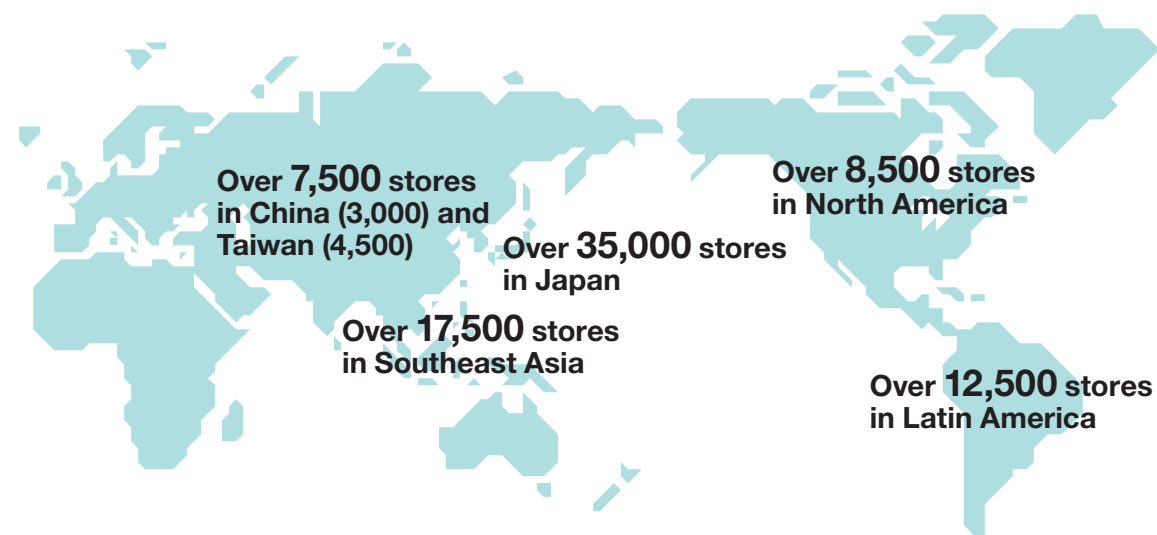 Over 7,500 stores
in China (3,000) and
Taiwan (4,500)
Over 8,500 stores
in North America
Over 35,000 stores
in Japan
Over 17,500 stores
in Southeast Asia
Over 12,500 stores
in Latin America